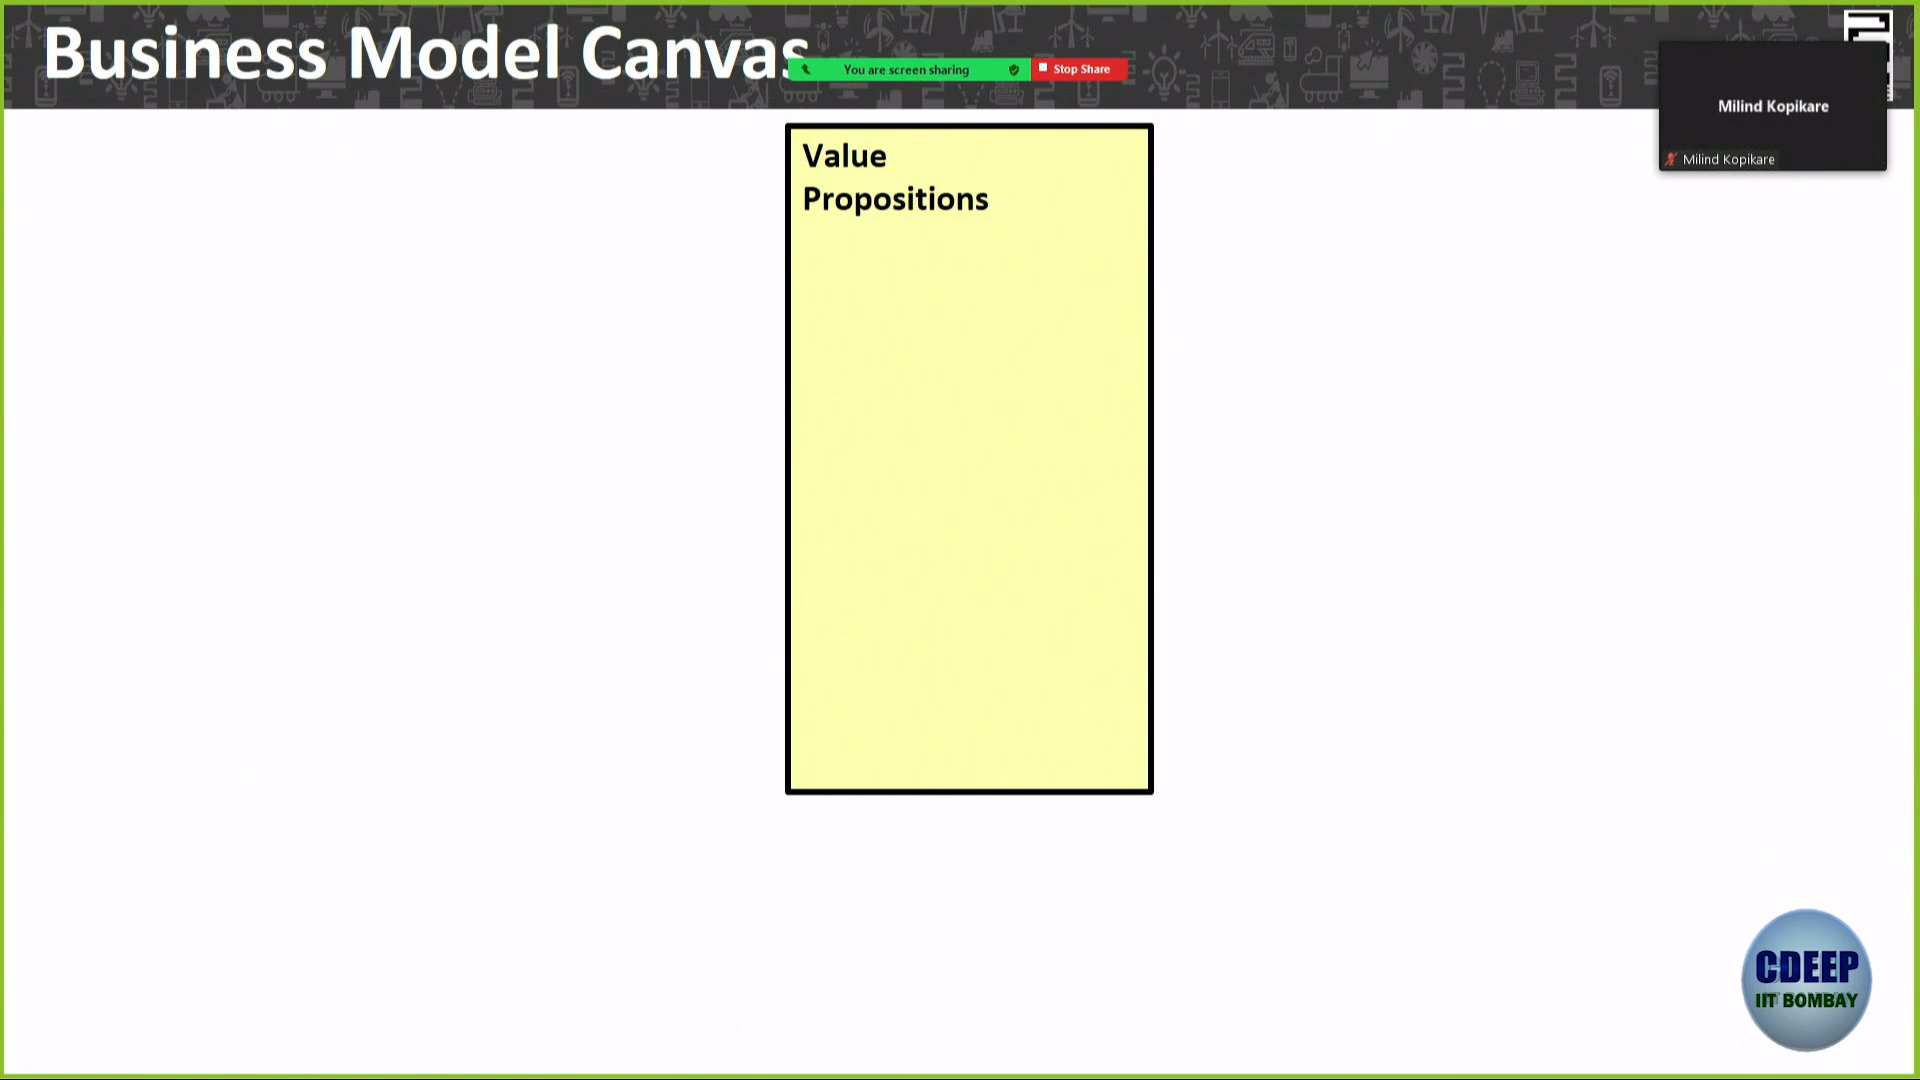 Business Model Canvas
You are screen sharing
Stop Share
Milind Kopikare
Milind Kopikare
Value
Propositions
CDEEP
IIT BOMBAY